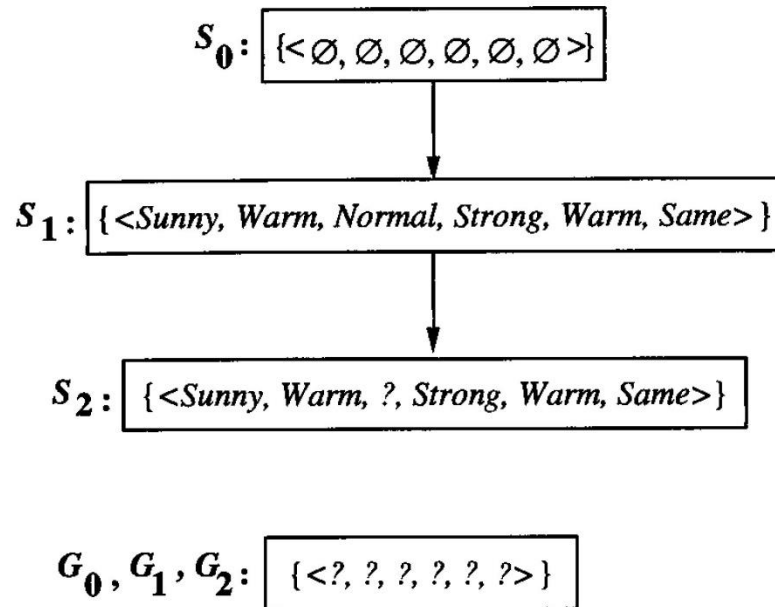 S0: {<∅, ∅, ∅, ∅, ∅, ∅>}
S1: {<Sunny, Warm, Normal, Strong, Warm, Same>}
S2: {<Sunny, Warm, ?, Strong, Warm, Same>}
G0, G1, G2: {<?, ?, ?, ?, ?, ?>}